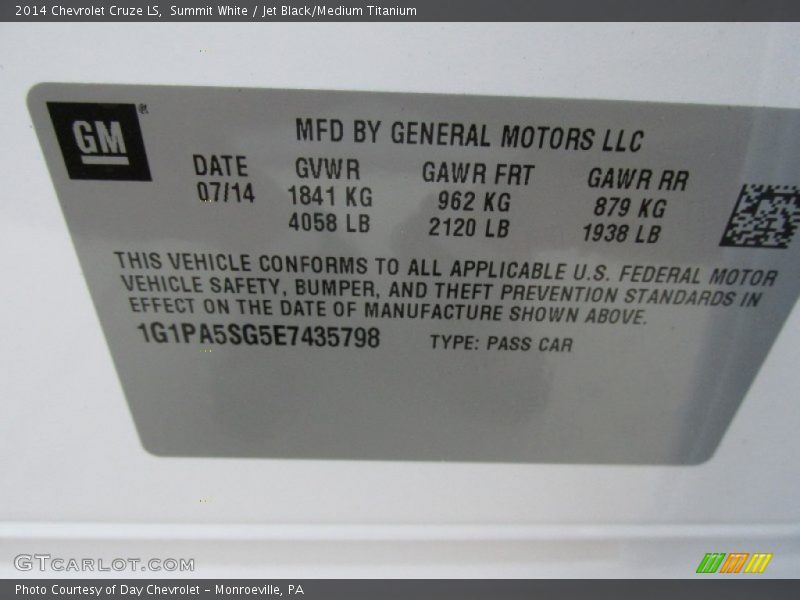 2014 Chevrolet Cruze LS,  Summit White / Jet Black/Medium Titanium
GM ®
MFD BY GENERAL MOTORS LLC
DATE GVWR GAWR FRT GAWR RR
07/14 1841 KG 962 KG 879 KG
4058 LB 2120 LB 1938 LB
THIS VEHICLE CONFORMS TO ALL APPLICABLE U.S. FEDERAL MOTOR
VEHICLE SAFETY, BUMPER, AND THEFT PREVENTION STANDARDS IN
EFFECT ON THE DATE OF MANUFACTURE SHOWN ABOVE.
1G1PA5SG5E7435798 TYPE: PASS CAR
GTCARLOT.COM
Photo Courtesy of Day Chevrolet – Monroeville, PA